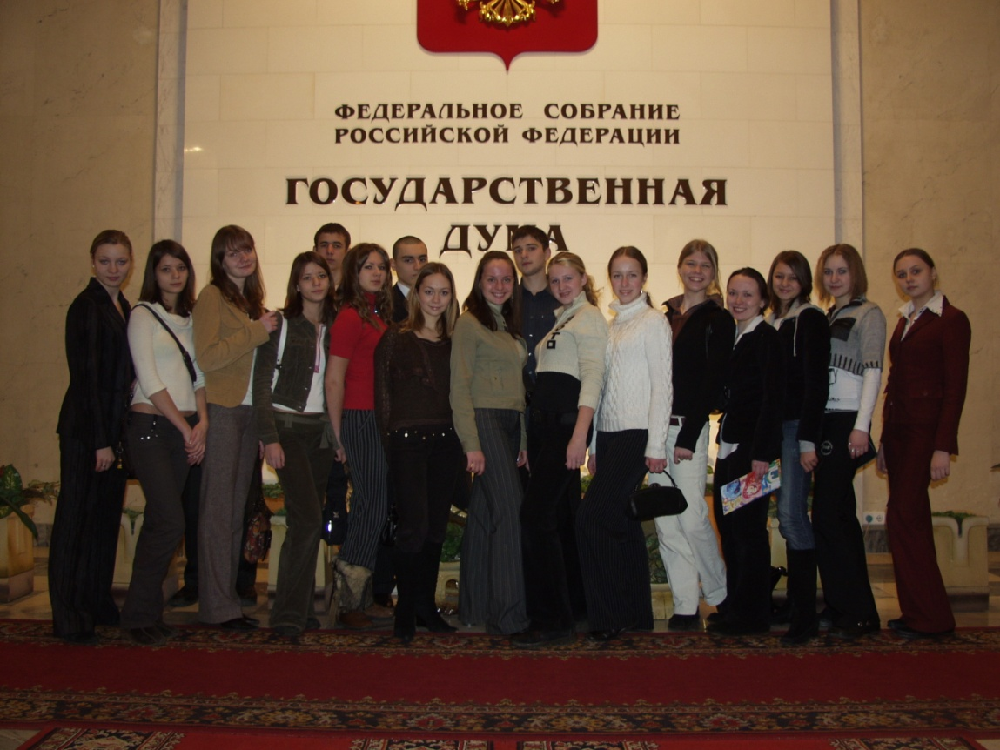 ФЕДЕРАЛЬНОЕ СОБРАНИЕ
РОССИЙСКОЙ ФЕДЕРАЦИИ
ГОСУДАРСТВЕННАЯ
ДУМА